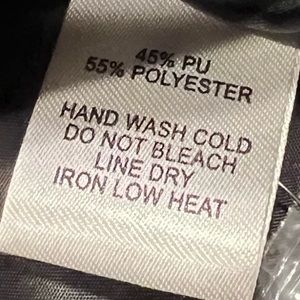 45% PU
55% POLYESTER
HAND WASH COLD
DO NOT BLEACH
LINE DRY
IRON LOW HEAT